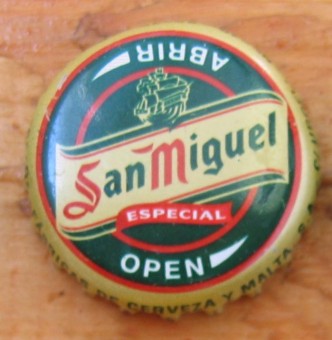 ABRIR
San Miguel
ESPECIAL
OPEN
DE CERVEZA Y MALTA